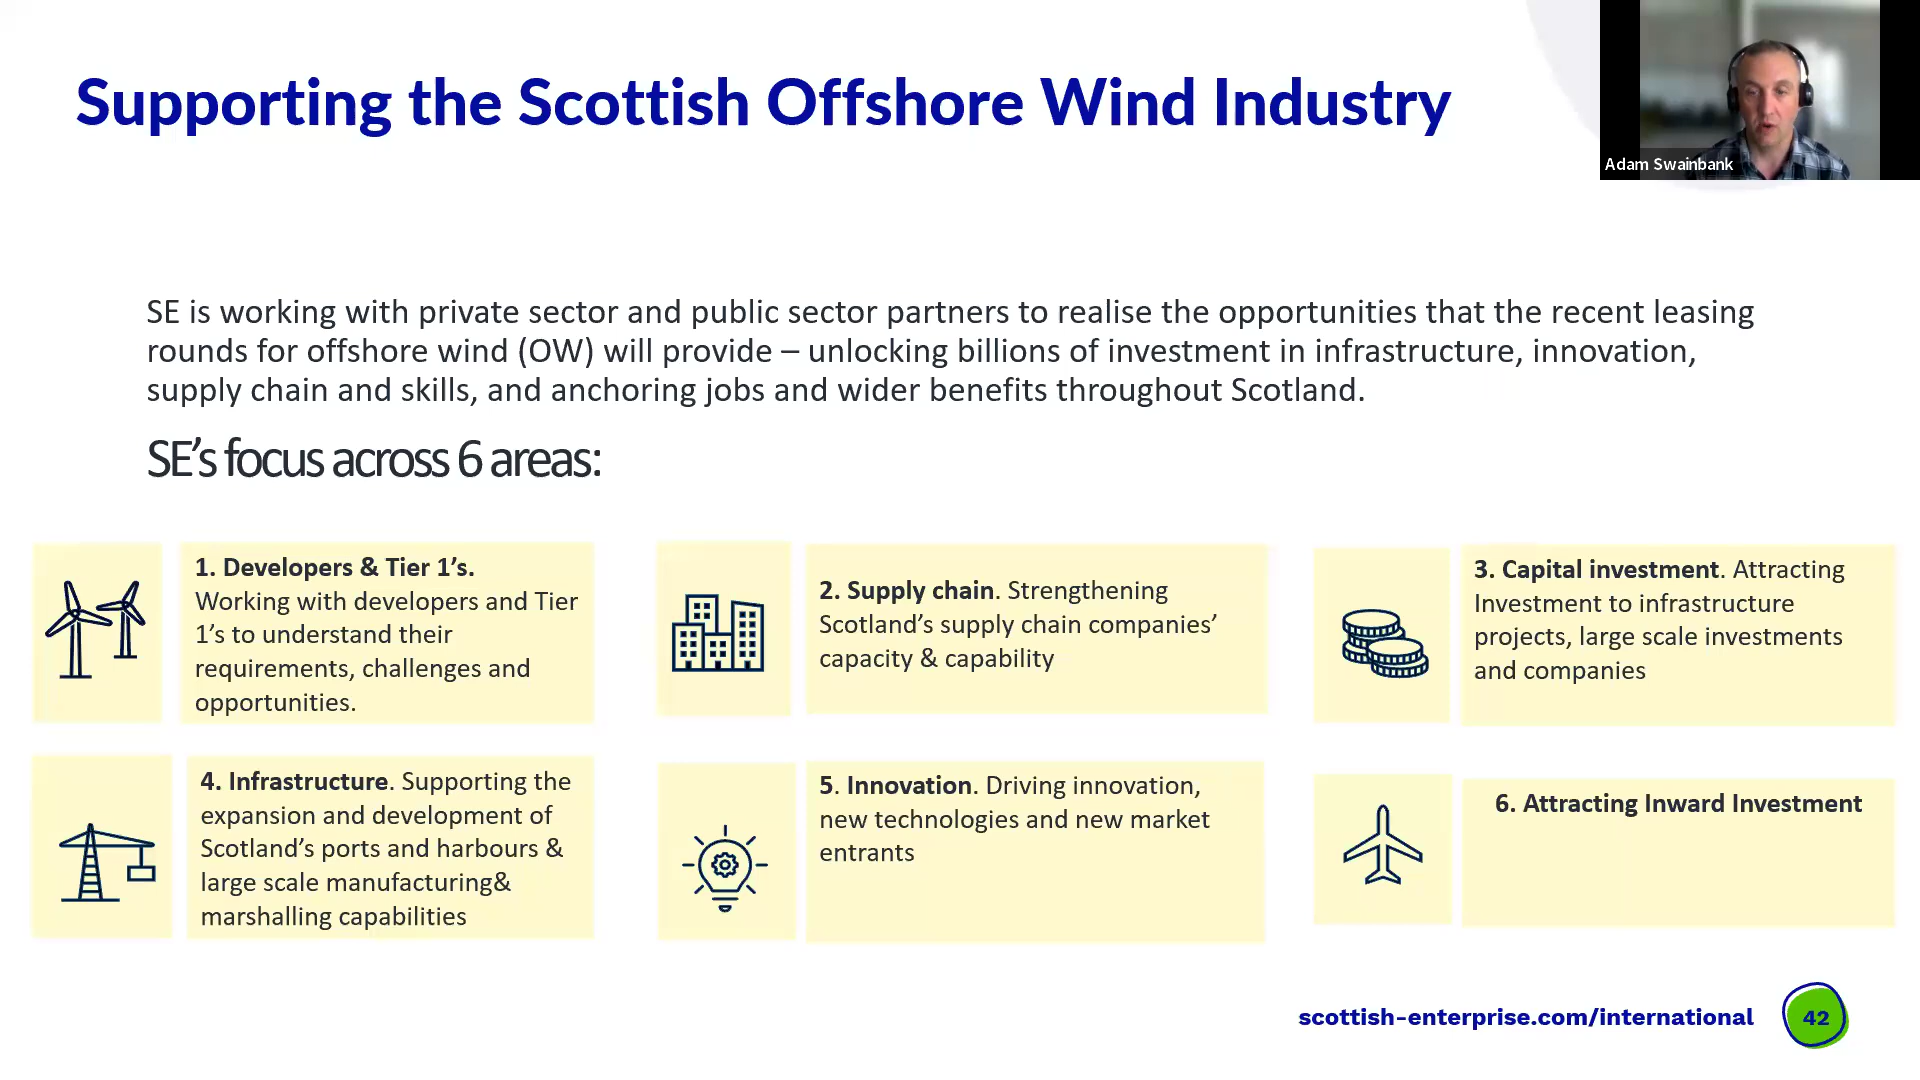 Supporting the Scottish Offshore Wind Industry
Adam Swainbank
SE is working with private sector and public sector partners to realise the opportunities that the recent leasing
rounds for offshore wind (OW) will provide – unlocking billions of investment in infrastructure, innovation,
supply chain and skills, and anchoring jobs and wider benefits throughout Scotland.
SE’s focus across 6 areas:
1. Developers & Tier 1’s.
Working with developers and Tier
1’s to understand their
requirements, challenges and
opportunities.
2. Supply chain. Strengthening
Scotland’s supply chain companies’
capacity & capability
3. Capital investment. Attracting
Investment to infrastructure
projects, large scale investments
and companies
4. Infrastructure. Supporting the
expansion and development of
Scotland’s ports and harbours &
large scale manufacturing&
marshalling capabilities
5. Innovation. Driving innovation,
new technologies and new market
entrants
6. Attracting Inward Investment
scottish-enterprise.com/international
42